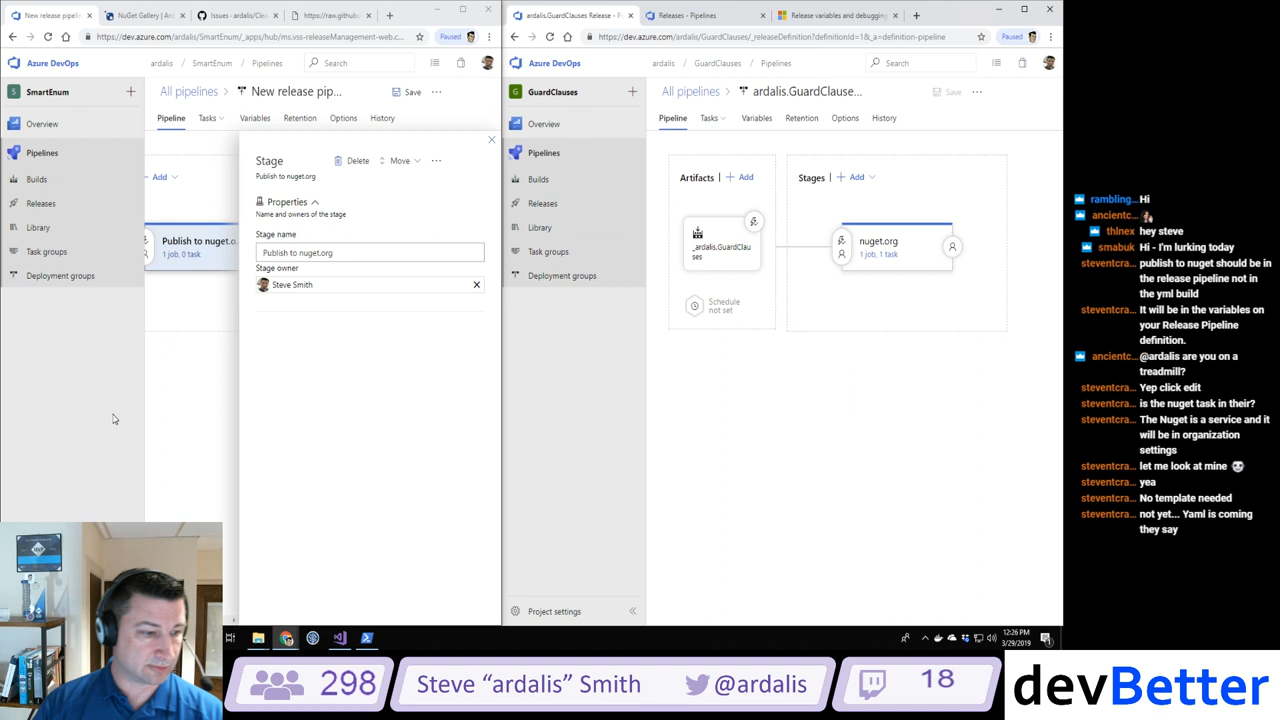 New release pipeline
NuGet Gallery | Ard
Issues · ardalis/Clea
https://raw.github
https://dev.azure.com/ardalis/SmartEnum/_apps/hub/ms.vss-releaseManagement-web.c...
Paused
Azure DevOps
ardalis / SmartEnum / Pipelines
Search
S SmartEnum
All pipelines > New release pip...
Save
Overview
Pipeline Tasks Variables Retention Options History
Pipelines
Builds
Releases
Library
Task groups
Deployment groups
Add
Publish to nuget.o...
1 job, 0 task
Stage
Delete Move
Publish to nuget.org
Properties
Name and owners of the stage
Stage name
Publish to nuget.org
Stage owner
Steve Smith
ardalis.GuardClauses Release - P
Releases - Pipelines
Release variables and debugging
https://dev.azure.com/ardalis/GuardClauses/_releaseDefinition?definitionId=1&_a=definition-pipeline
Paused
Azure DevOps
ardalis / GuardClauses / Pipelines
Search
G GuardClauses
All pipelines > ardalis.GuardClause...
Save
Overview
Pipeline Tasks Variables Retention Options History
Pipelines
Builds
Releases
Library
Task groups
Deployment groups
Artifacts | + Add
Stages | + Add
_ardalis.GuardClau
ses
nuget.org
1 job, 1 task
Schedule
not set
Project settings
rambling... Hi
ancientc...
thlnex hey steve
smabuk Hi - I'm lurking today
steventcra... publish to nuget should be in
the release pipeline not in
the yml build
steventcra... It will be in the variables on
your Release Pipeline
definition.
ancientc... @ardalis are you on a
treadmill?
steventcra... Yep click edit
steventcra... is the nuget task in their?
steventcra... The Nuget is a service and it
will be in organization
settings
steventcra... let me look at mine
steventcra... yea
steventcra... No template needed
steventcra... not yet... Yaml is coming
they say
12:26 PM
3/29/2019
298
Steve “ardalis” Smith
@ardalis
18
devBetter